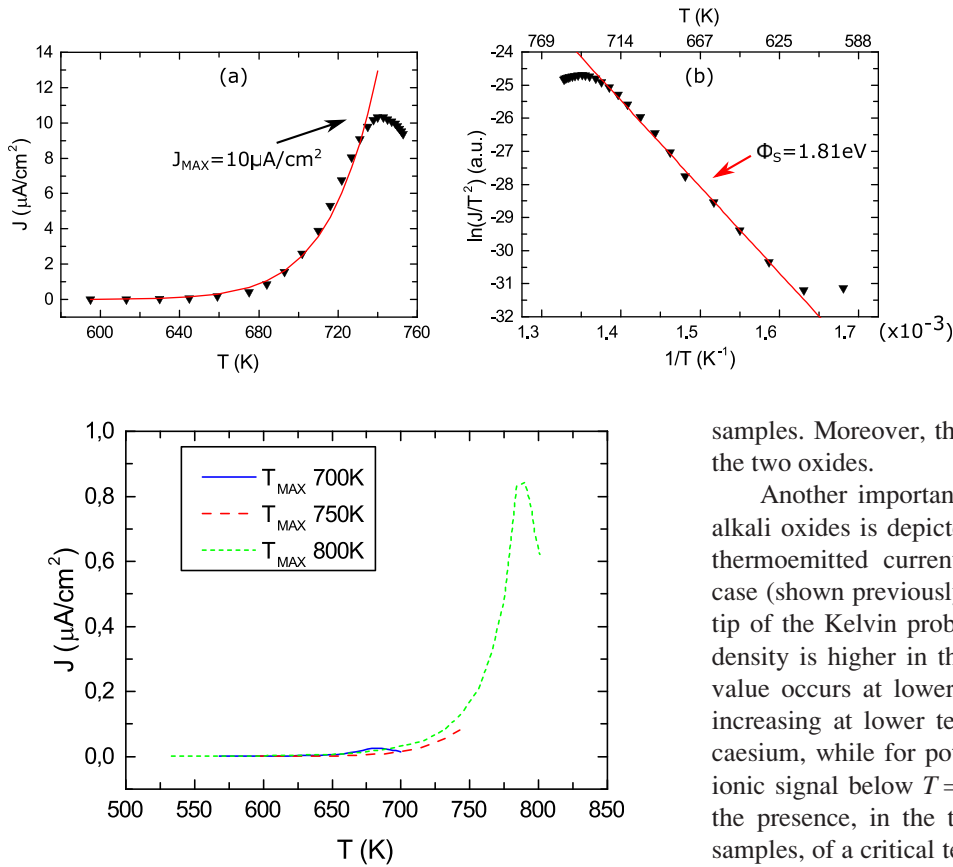 14
12
10
8
6
4
2
0
J (μA/cm²)
(a)
J_MAX=10μA/cm²
600 640 680 720 760
T (K)
T (K)
769 714 667 625 588
-24
-25
-26
-27
-28
-29
-30
-31
-32
ln(J/T²) (a.u.)
(b)
Φ_S=1.81eV
1.3 1.4 1.5 1.6 1.7 (x10⁻³)
1/T (K⁻¹)
1,0
0,8
0,6
0,4
0,2
0,0
J (μA/cm²)
T_MAX 700K
T_MAX 750K
T_MAX 800K
500 550 600 650 700 750 800 850
T (K)
samples. Moreover, th
the two oxides.
Another importan
alkali oxides is depicte
thermoemitted current
case (shown previously
tip of the Kelvin prob
density is higher in th
value occurs at lower
increasing at lower te
caesium, while for pot
ionic signal below T =
the presence, in the t
samples, of a critical te